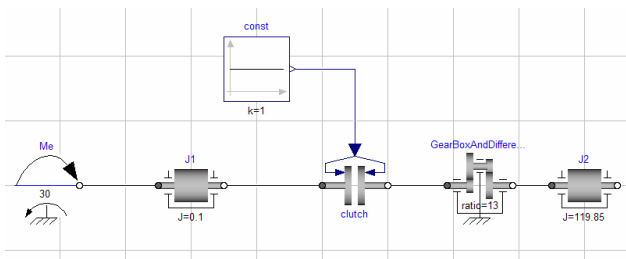 const
k=1
Me
30
J1
J=0.1
clutch
GearBoxAndDiffere...
ratio=13
J2
J=119.85